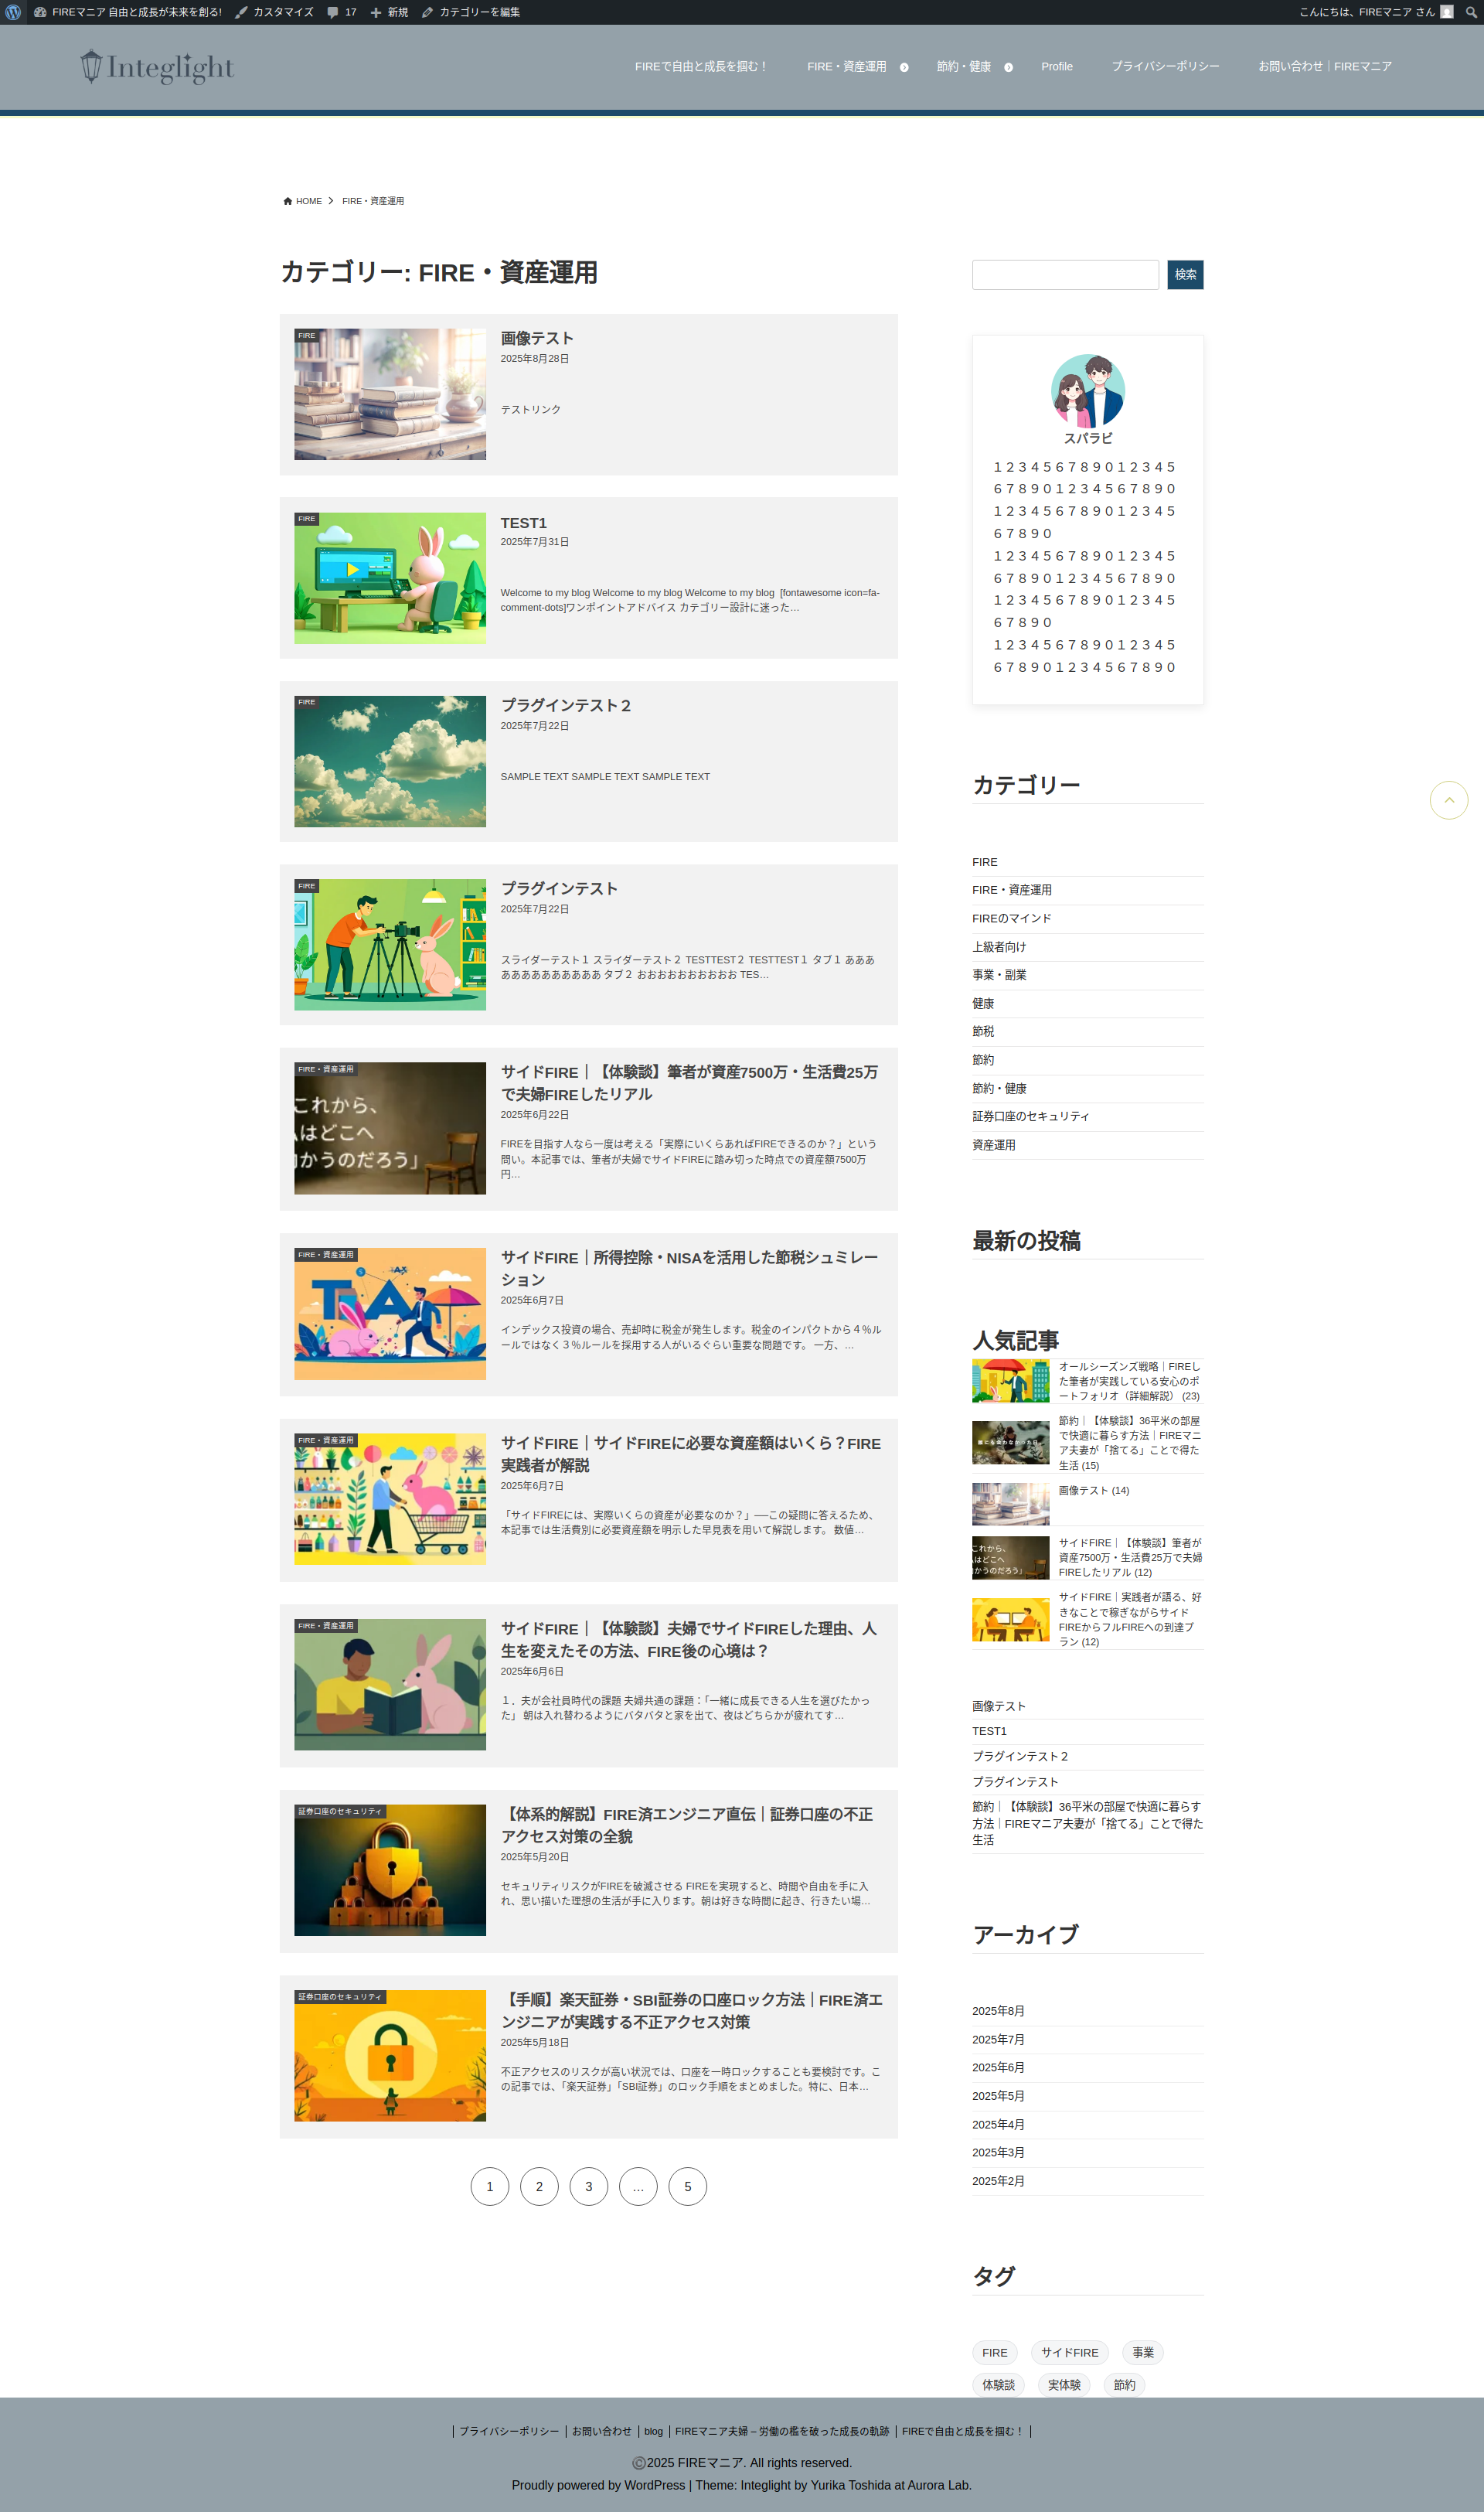 FIREマニア 自由と成長が未来を創る! カスタマイズ 17 新規 カテゴリーを編集 こんにちは、FIREマニア さん
Integlight FIREで自由と成長を掴む！ FIRE・資産運用 節約・健康 Profile プライバシーポリシー お問い合わせ｜FIREマニア
HOME FIRE・資産運用
カテゴリー: FIRE・資産運用
FIRE
画像テスト
2025年8月28日
テストリンク
FIRE
TEST1
2025年7月31日
Welcome to my blog Welcome to my blog Welcome to my blog [fontawesome icon=fa-
comment-dots]ワンポイントアドバイス カテゴリー設計に迷った…
FIRE
プラグインテスト２
2025年7月22日
SAMPLE TEXT SAMPLE TEXT SAMPLE TEXT
FIRE
プラグインテスト
2025年7月22日
スライダーテスト１ スライダーテスト２ TESTTEST２ TESTTEST１ タブ１ あああ
ああああああああああ タブ２ おおおおおおおおおお TES…
FIRE・資産運用
これから、
はどこへ
向かうのだろう」
サイドFIRE｜【体験談】筆者が資産7500万・生活費25万
で夫婦FIREしたリアル
2025年6月22日
FIREを目指す人なら一度は考える「実際にいくらあればFIREできるのか？」という
問い。本記事では、筆者が夫婦でサイドFIREに踏み切った時点での資産額7500万
円…
FIRE・資産運用
サイドFIRE｜所得控除・NISAを活用した節税シュミレー
ション
2025年6月7日
インデックス投資の場合、売却時に税金が発生します。税金のインパクトから４%ル
ールではなく３%ルールを採用する人がいるぐらい重要な問題です。 一方、…
FIRE・資産運用
サイドFIRE｜サイドFIREに必要な資産額はいくら？FIRE
実践者が解説
2025年6月7日
「サイドFIREには、実際いくらの資産が必要なのか？」──この疑問に答えるため、
本記事では生活費別に必要資産額を明示した早見表を用いて解説します。 数値…
FIRE・資産運用
サイドFIRE｜【体験談】夫婦でサイドFIREした理由、人
生を変えたその方法、FIRE後の心境は？
2025年6月6日
１．夫が会社員時代の課題 夫婦共通の課題：「一緒に成長できる人生を選びたかっ
た」 朝は入れ替わるようにバタバタと家を出て、夜はどちらかが疲れてす…
証券口座のセキュリティ
【体系的解説】FIRE済エンジニア直伝｜証券口座の不正
アクセス対策の全貌
2025年5月20日
セキュリティリスクがFIREを破滅させる FIREを実現すると、時間や自由を手に入
れ、思い描いた理想の生活が手に入ります。朝は好きな時間に起き、行きたい場…
証券口座のセキュリティ
【手順】楽天証券・SBI証券の口座ロック方法｜FIRE済エ
ンジニアが実践する不正アクセス対策
2025年5月18日
不正アクセスのリスクが高い状況では、口座を一時ロックすることも要検討です。こ
の記事では、「楽天証券」「SBI証券」のロック手順をまとめました。特に、日本…
1 2 3 … 5
検索
スパラビ
１２３４５６７８９０１２３４５
６７８９０１２３４５６７８９０
１２３４５６７８９０１２３４５
６７８９０
１２３４５６７８９０１２３４５
６７８９０１２３４５６７８９０
１２３４５６７８９０１２３４５
６７８９０
１２３４５６７８９０１２３４５
６７８９０１２３４５６７８９０
カテゴリー
FIRE
FIRE・資産運用
FIREのマインド
上級者向け
事業・副業
健康
節税
節約
節約・健康
証券口座のセキュリティ
資産運用
最新の投稿
人気記事
オールシーズンズ戦略｜FIREし
た筆者が実践している安心のポ
ートフォリオ（詳細解説） (23)
節約｜【体験談】36平米の部屋
で快適に暮らす方法｜FIREマニ
ア夫妻が「捨てる」ことで得た
生活 (15)
画像テスト (14)
これから、
はどこへ
向かうのだろう」
サイドFIRE｜【体験談】筆者が
資産7500万・生活費25万で夫婦
FIREしたリアル (12)
サイドFIRE｜実践者が語る、好
きなことで稼ぎながらサイド
FIREからフルFIREへの到達プ
ラン (12)
画像テスト
TEST1
プラグインテスト２
プラグインテスト
節約｜【体験談】36平米の部屋で快適に暮らす
方法｜FIREマニア夫妻が「捨てる」ことで得た
生活
アーカイブ
2025年8月
2025年7月
2025年6月
2025年5月
2025年4月
2025年3月
2025年2月
タグ
FIRE サイドFIRE 事業
体験談 実体験 節約
プライバシーポリシー お問い合わせ blog FIREマニア夫婦 – 労働の檻を破った成長の軌跡 FIREで自由と成長を掴む！
©2025 FIREマニア. All rights reserved.
Proudly powered by WordPress | Theme: Integlight by Yurika Toshida at Aurora Lab.